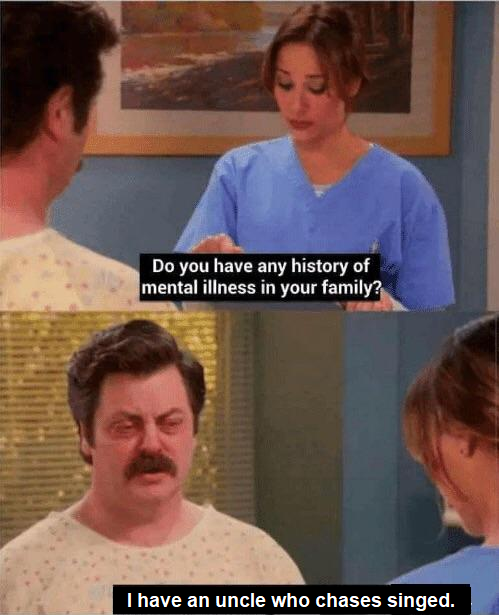 Do you have any history of
mental illness in your family?
I have an uncle who chases singed.